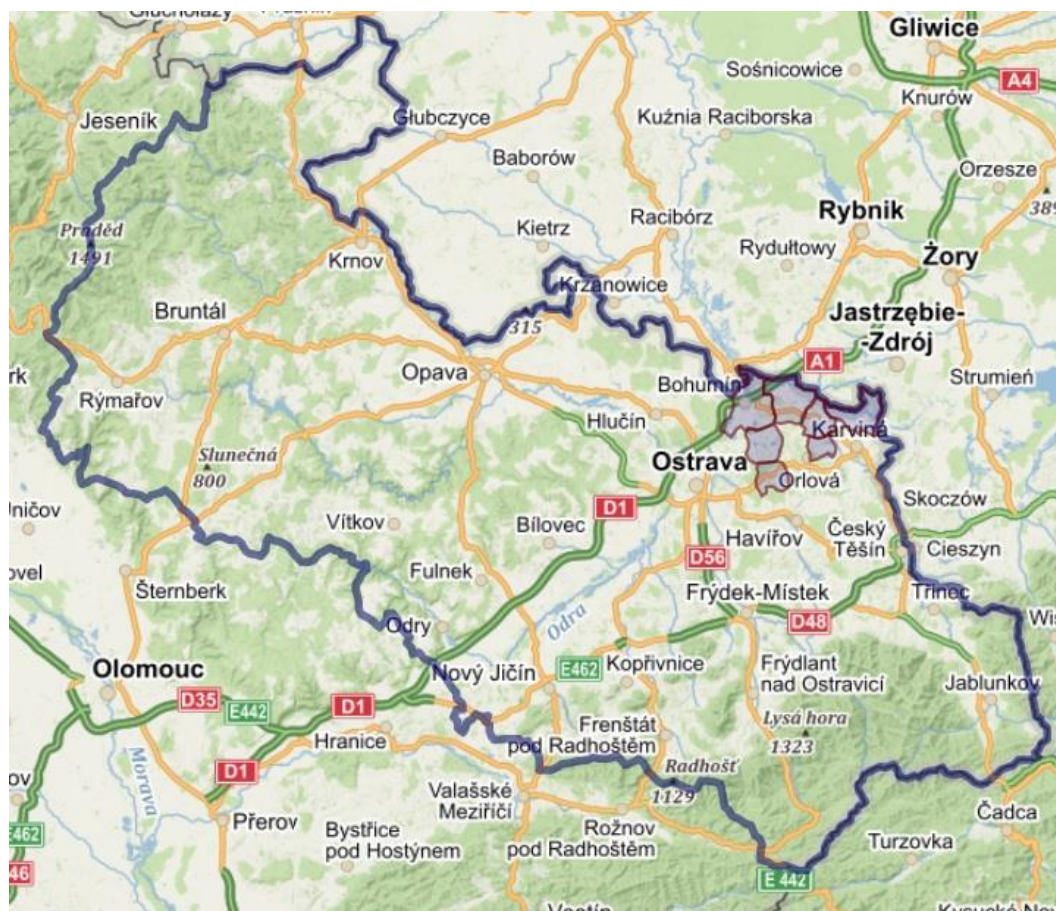 Głuchołazy
Gliwice
Sośnicowice
A4
Knurów
Jeseník
Głubczyce
Kuźnia Raciborska
Baborów
Orzesze
389
Kietrz
Racibórz
Rybnik
Rydułtowy
Praděd
1491
Krnov
Żory
Krzanowice
Bruntál
315
Jastrzębie-
-Zdrój
A1
Opava
Bohumín
Strumień
Rýmařov
Hlučín
Karviná
Slunečná
800
Ostrava
Orlová
Skoczów
D1
Vítkov
Bílovec
Havířov
Český
Těšín
Cieszyn
D56
Šternberk
Fulnek
Třinec
Frýdek-Místek
Odra
D48
Odry
Olomouc
Nový Jičín
E462
Kopřivnice
Frýdlant
nad Ostravicí
Jablunkov
D35
E442
D1
Hranice
Frenštát
pod Radhoštěm
Lysá hora
1323
Morava
D1
Radhošť
1129
Valašské
Meziříčí
Přerov
Čadca
E462
Bystřice
pod Hostýnem
Rožnov
pod Radhoštěm
Turzovka
46
E 442